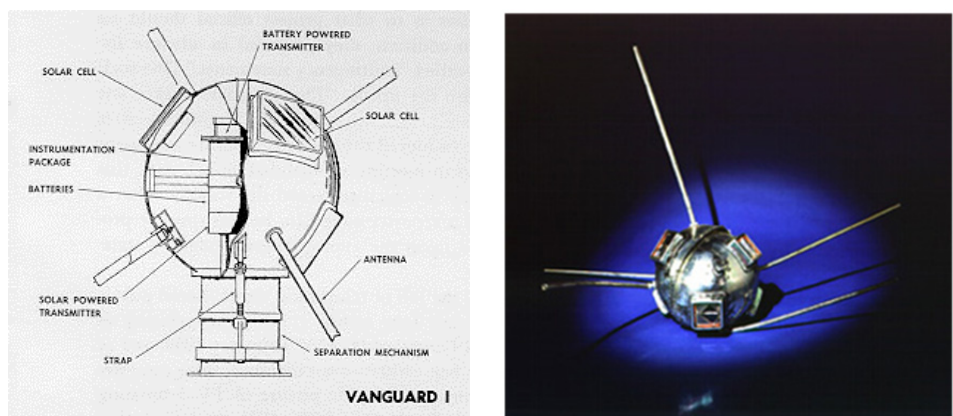 BATTERY POWERED
TRANSMITTER
SOLAR CELL
SOLAR CELL
INSTRUMENTATION
PACKAGE
BATTERIES
ANTENNA
SOLAR POWERED
TRANSMITTER
STRAP
SEPARATION MECHANISM
VANGUARD I